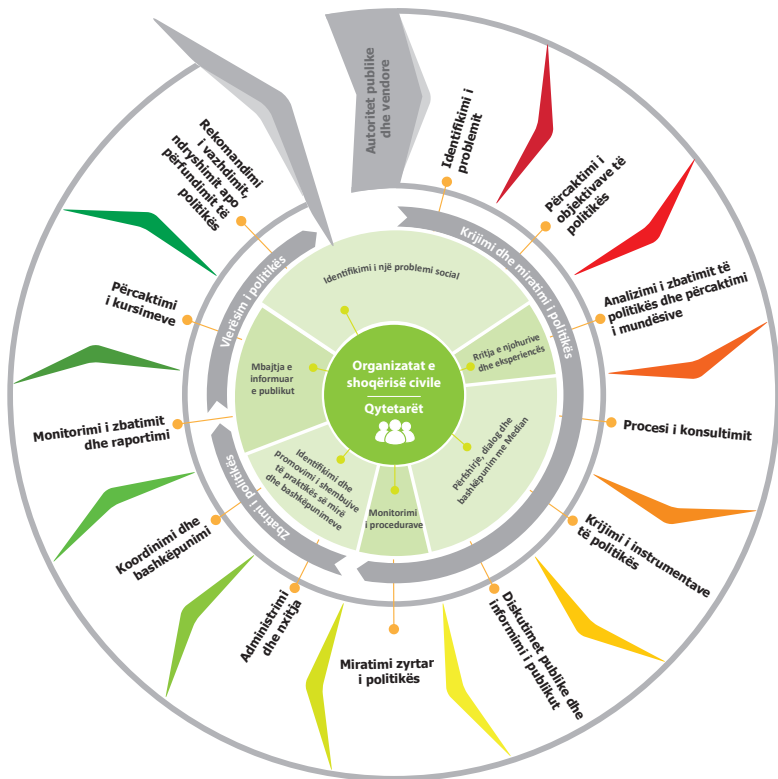 Autoritet publike
dhe vendore
Identifikimi i
problemit
Përcaktimi i
objektivave të
politikës
Analizimi i zbatimit të
politikës dhe përcaktimi
i mundësive
Procesi i konsultimit
Krijimi i instrumentave
të politikës
Diskutimet publike dhe
informimi i publikut
Miratimi zyrtar
i politikës
Administrimi
dhe nxitja
Koordinimi dhe
bashkëpunimi
Monitorimi i zbatimit
dhe raportimi
Përcaktimi
i kursimeve
Rekomandimi
i vazhdimit,
ndryshimit apo
përfundimit të
politikës
Krijimi dhe miratimi i politikës
Zbatimi i politikës
Vlerësim i politikës
Identifikimi i një problemi social
Rritja e njohurive
dhe eksperiencës
Përfshirje, dialog dhe
bashkëpunim me Median
Monitorimi
i procedurave
Identifikimi dhe
promovimi i shembujve
të praktikës së mirë
dhe bashkëpunimeve
Mbajtja e
informuar
e publikut
Organizatat e
shoqërisë civile
Qytetarët